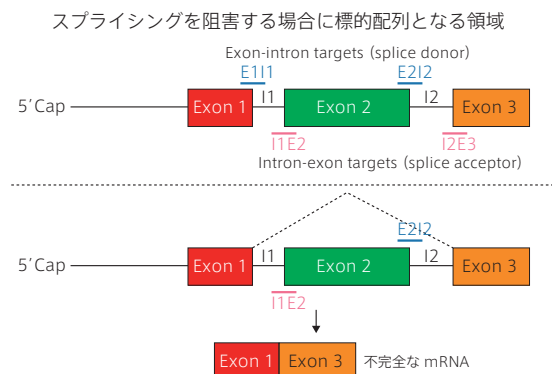 スプライシングを阻害する場合に標的配列となる領域
Exon-intron targets (splice donor)
E1I1 E2I2
5’Cap Exon 1 I1 Exon 2 I2 Exon 3
I1E2 I2E3
Intron-exon targets (splice acceptor)
E2I2
5’Cap Exon 1 I1 Exon 2 I2 Exon 3
I1E2
Exon 1 Exon 3 不完全な mRNA